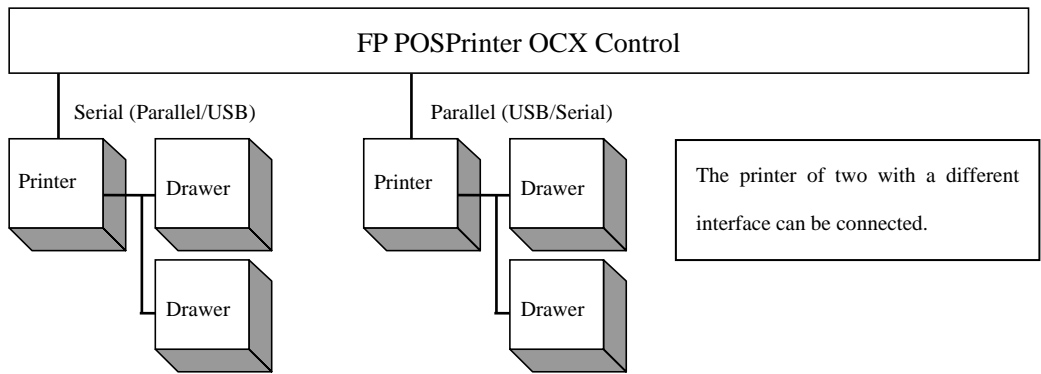 FP POSPrinter OCX Control
Serial (Parallel/USB)
Parallel (USB/Serial)
Printer
Drawer
Drawer
Printer
Drawer
Drawer
The printer of two with a different
interface can be connected.